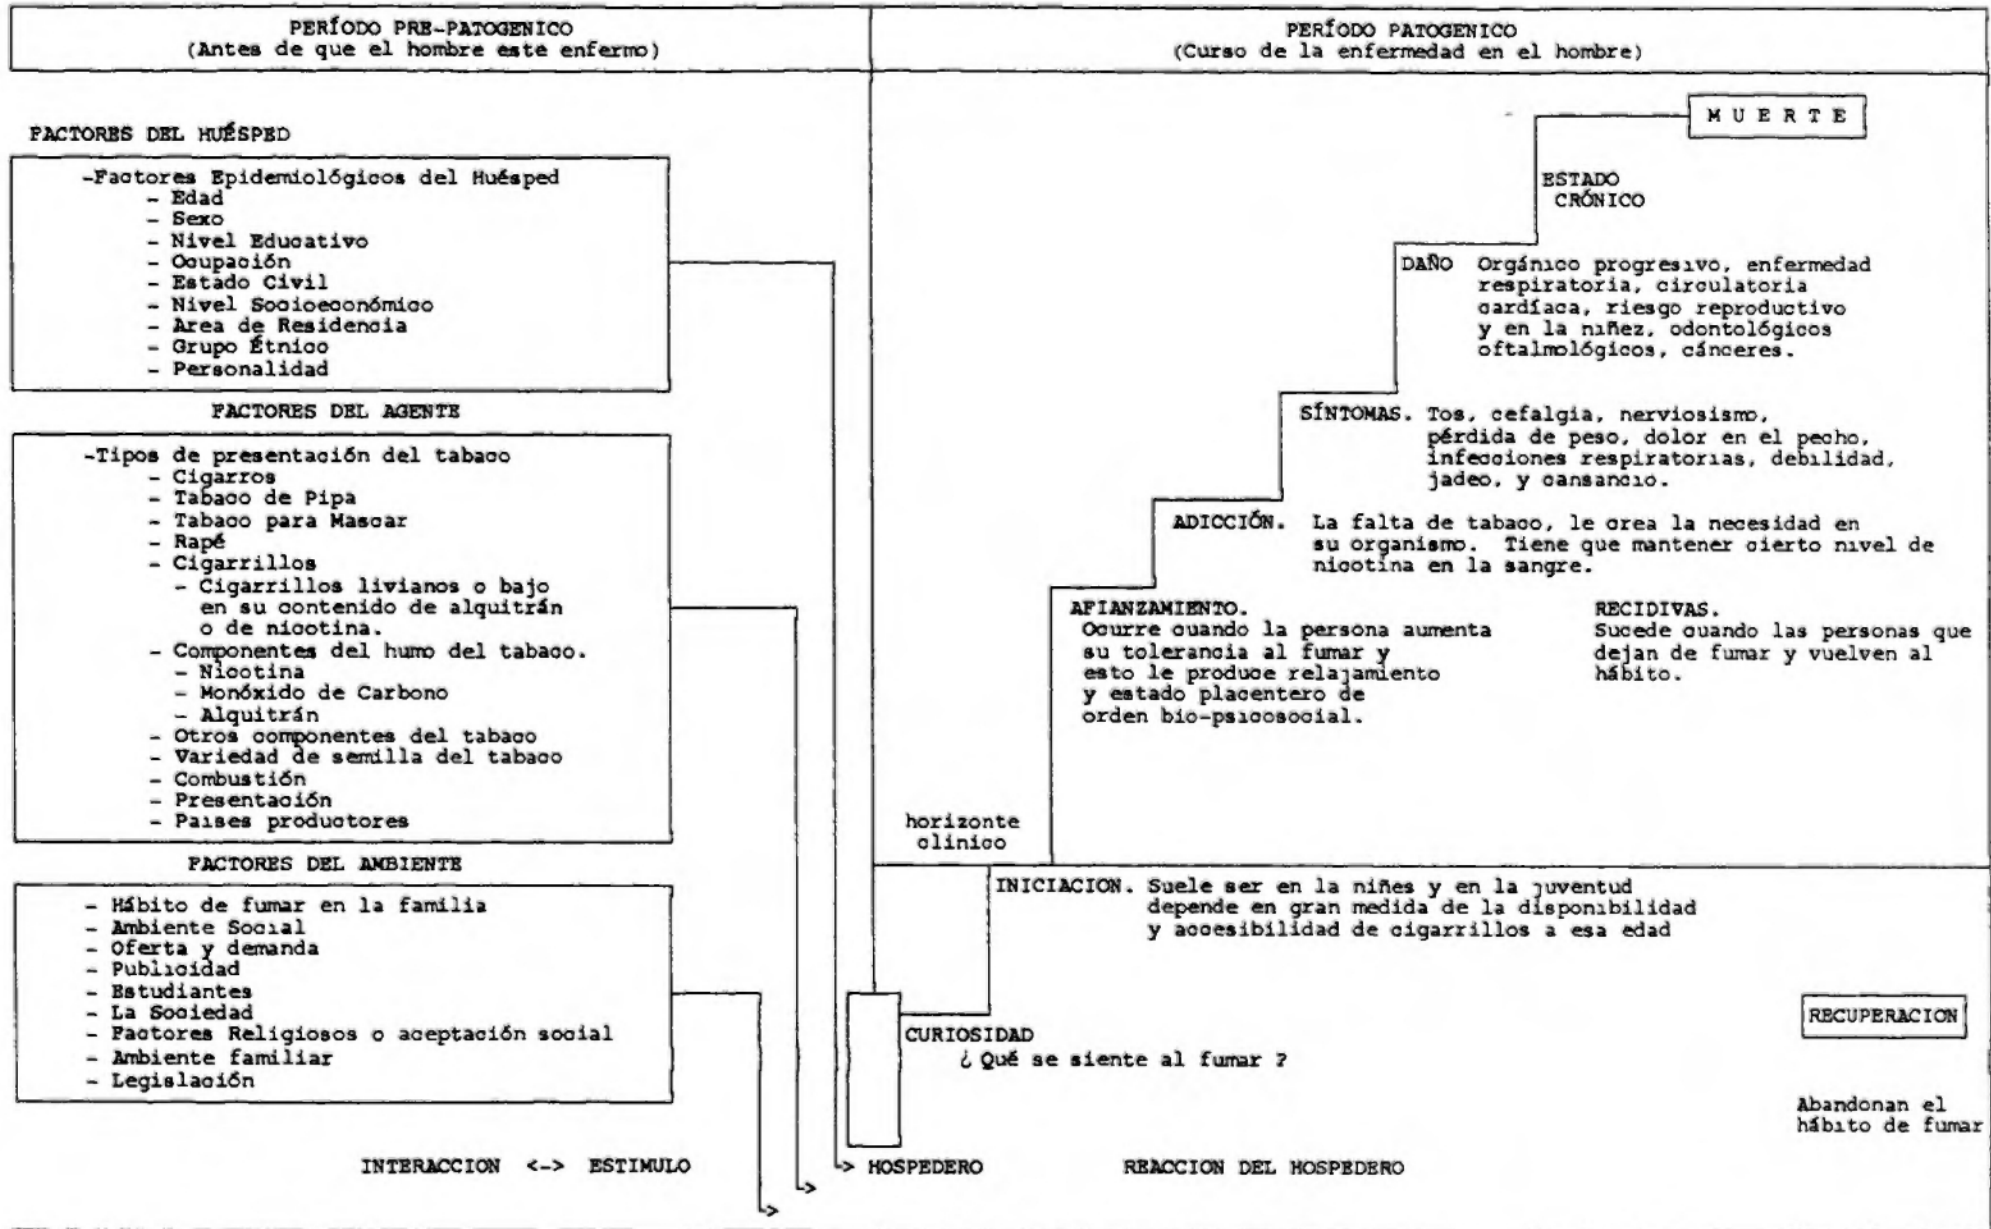 PERÍODO PRE-PATOGENICO
(Antes de que el hombre esté enfermo)
PERÍODO PATOGENICO
(Curso de la enfermedad en el hombre)
FACTORES DEL HUÉSPED
-Factores Epidemiológicos del Huésped
- Edad
- Sexo
- Nivel Educativo
- Ocupación
- Estado Civil
- Nivel Socioeconómico
- Area de Residencia
- Grupo Étnico
- Personalidad
FACTORES DEL AGENTE
-Tipos de presentación del tabaco
- Cigarros
- Tabaco de Pipa
- Tabaco para Mascar
- Rapé
- Cigarrillos
- Cigarrillos livianos o bajo
en su contenido de alquitrán
o de nicotina.
- Componentes del humo del tabaco.
- Nicotina
- Monóxido de Carbono
- Alquitrán
- Otros componentes del tabaco
- Variedad de semilla del tabaco
- Combustión
- Presentación
- Paises productores
FACTORES DEL AMBIENTE
- Hábito de fumar en la familia
- Ambiente Social
- Oferta y demanda
- Publicidad
- Estudiantes
- La Sociedad
- Factores Religiosos o aceptación social
- Ambiente familiar
- Legislación
INTERACCION <-> ESTIMULO
MUERTE
ESTADO
CRÓNICO
DAÑO Orgánico progresivo, enfermedad
respiratoria, circulatoria
cardíaca, riesgo reproductivo
y en la niñez, odontológicos
oftalmológicos, cánceres.
SÍNTOMAS. Tos, cefalgia, nerviosismo,
pérdida de peso, dolor en el pecho,
infecciones respiratorias, debilidad,
jadeo, y cansancio.
ADICCIÓN. La falta de tabaco, le crea la necesidad en
su organismo. Tiene que mantener cierto nivel de
nicotina en la sangre.
AFIANZAMIENTO.
Ocurre cuando la persona aumenta
su tolerancia al fumar y
esto le produce relajamiento
y estado placentero de
orden bio-psicosocial.
RECIDIVAS.
Sucede cuando las personas que
dejan de fumar y vuelven al
hábito.
horizonte
clinico
INICIACION. Suele ser en la niñes y en la juventud
depende en gran medida de la disponibilidad
y accesibilidad de cigarrillos a esa edad
CURIOSIDAD
¿ Qué se siente al fumar ?
RECUPERACION
Abandonan el
hábito de fumar
-> HOSPEDERO
REACCION DEL HOSPEDERO